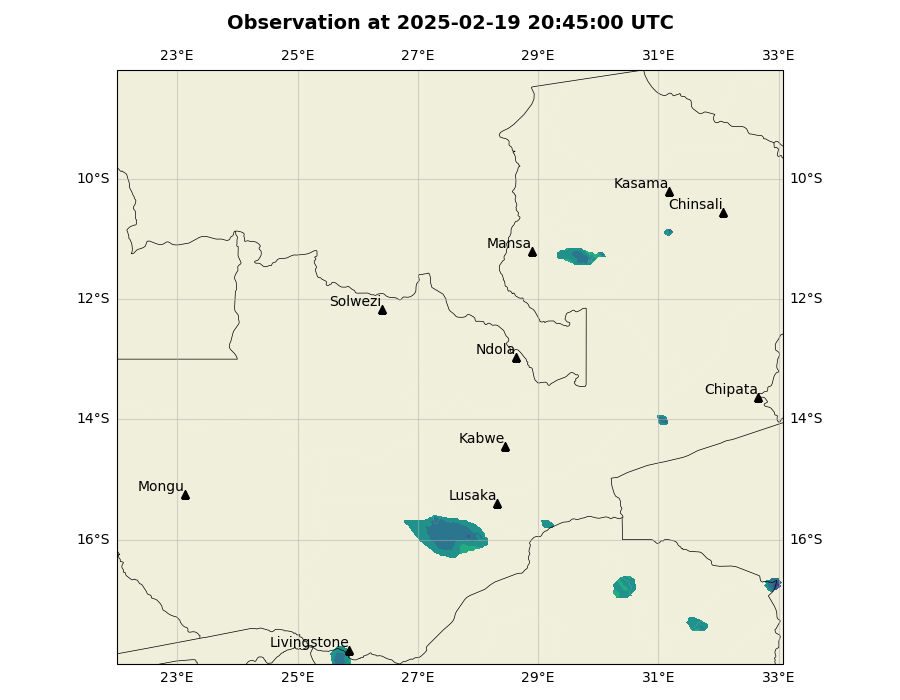 Observation at 2025-02-19 20:45:00 UTC
23°E 25°E 27°E 29°E 31°E 33°E
10°S 10°S
Kasama
Chinsali
Mansa
12°S 12°S
Solwezi
Ndola
Chipata
14°S 14°S
Kabwe
Mongu
Lusaka
16°S 16°S
Livingstone
23°E 25°E 27°E 29°E 31°E 33°E